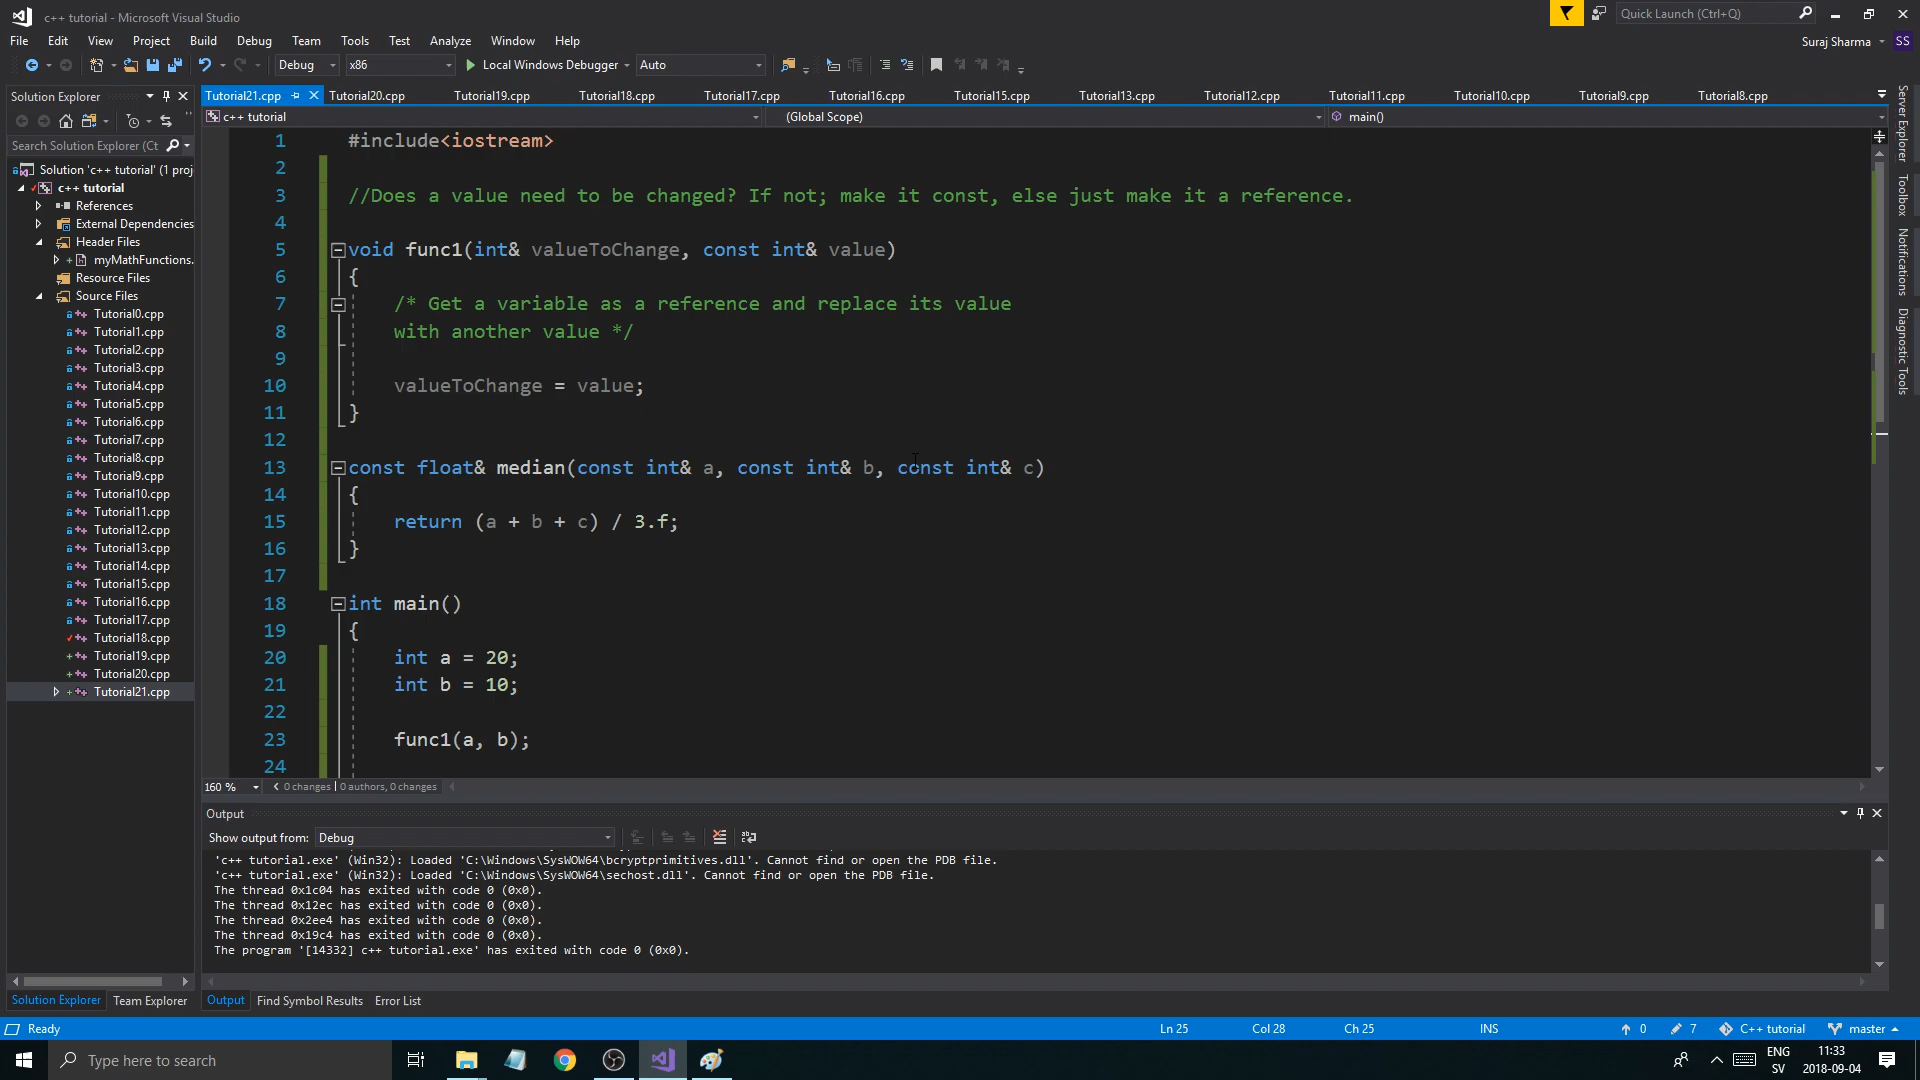 c++ tutorial - Microsoft Visual Studio
Quick Launch (Ctrl+Q)
File Edit View Project Build Debug Team Tools Test Analyze Window Help
Suraj Sharma SS
Debug x86 Local Windows Debugger Auto
Solution Explorer
Tutorial21.cpp Tutorial20.cpp Tutorial19.cpp Tutorial18.cpp Tutorial17.cpp Tutorial16.cpp Tutorial15.cpp Tutorial13.cpp Tutorial12.cpp Tutorial11.cpp Tutorial10.cpp Tutorial9.cpp Tutorial8.cpp
c++ tutorial (Global Scope) main()
Search Solution Explorer (Ct
Solution 'c++ tutorial' (1 proj
c++ tutorial
References
External Dependencies
Header Files
myMathFunctions.
Resource Files
Source Files
Tutorial0.cpp
Tutorial1.cpp
Tutorial2.cpp
Tutorial3.cpp
Tutorial4.cpp
Tutorial5.cpp
Tutorial6.cpp
Tutorial7.cpp
Tutorial8.cpp
Tutorial9.cpp
Tutorial10.cpp
Tutorial11.cpp
Tutorial12.cpp
Tutorial13.cpp
Tutorial14.cpp
Tutorial15.cpp
Tutorial16.cpp
Tutorial17.cpp
Tutorial18.cpp
Tutorial19.cpp
Tutorial20.cpp
Tutorial21.cpp
1 #include<iostream>
2
3 //Does a value need to be changed? If not; make it const, else just make it a reference.
4
5 void func1(int& valueToChange, const int& value)
6 {
7 /* Get a variable as a reference and replace its value
8 with another value */
9
10 valueToChange = value;
11 }
12
13 const float& median(const int& a, const int& b, const int& c)
14 {
15 return (a + b + c) / 3.f;
16 }
17
18 int main()
19 {
20 int a = 20;
21 int b = 10;
22
23 func1(a, b);
24
Server Explorer
Toolbox
Notifications
Diagnostic Tools
160 % 0 changes | 0 authors, 0 changes
Output
Show output from: Debug
'c++ tutorial.exe' (Win32): Loaded 'C:\Windows\SysWOW64\bcryptprimitives.dll'. Cannot find or open the PDB file.
'c++ tutorial.exe' (Win32): Loaded 'C:\Windows\SysWOW64\sechost.dll'. Cannot find or open the PDB file.
The thread 0x1c04 has exited with code 0 (0x0).
The thread 0x12ec has exited with code 0 (0x0).
The thread 0x2ee4 has exited with code 0 (0x0).
The thread 0x19c4 has exited with code 0 (0x0).
The program '[14332] c++ tutorial.exe' has exited with code 0 (0x0).
Solution Explorer Team Explorer Output Find Symbol Results Error List
Ready Ln 25 Col 28 Ch 25 INS 0 7 C++ tutorial master
Type here to search
ENG
SV
11:33
2018-09-04